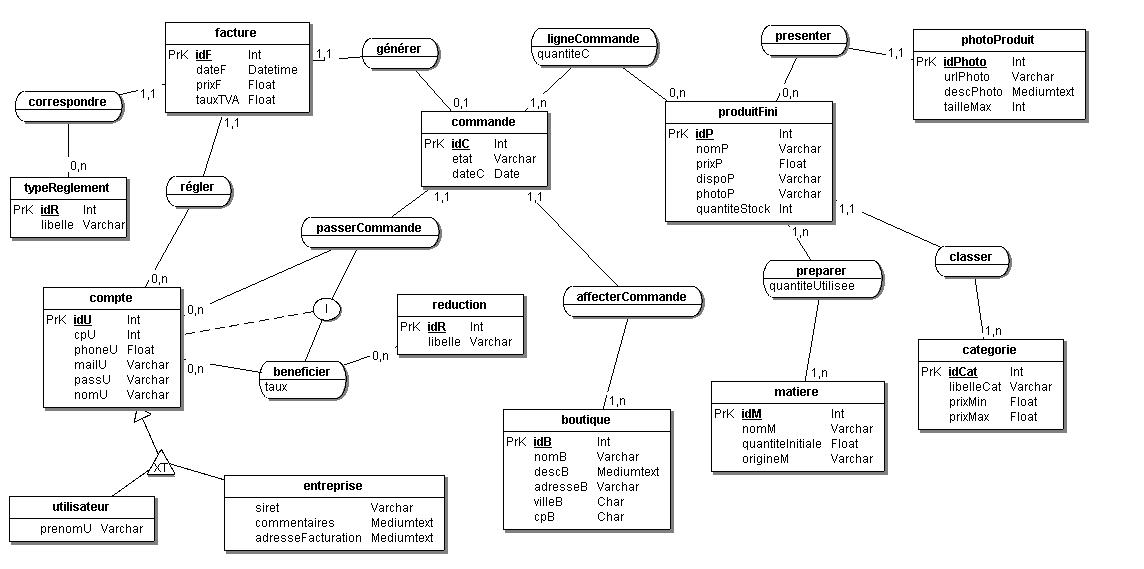 facture
PrK idF Int
dateF Datetime
prixF Float
tauxTVA Float
1,1
générer
0,1
ligneCommande
quantiteC
1,n
0,n
presenter
1,1
0,n
photoProduit
PrK idPhoto Int
urlPhoto Varchar
descPhoto Mediumtext
tailleMax Int
correspondre
1,1
0,n
1,1
commande
PrK idC Int
etat Varchar
dateC Date
produitFini
PrK idP Int
nomP Varchar
prixP Float
dispoP Varchar
photoP Varchar
quantiteStock Int
typeReglement
PrK idR Int
libelle Varchar
régler
0,n
1,1
1,1
passerCommande
1,n
1,1
classer
1,n
preparer
quantiteUtilisee
1,n
compte
PrK idU Int
cpU Int
phoneU Float
mailU Varchar
passU Varchar
nomU Varchar
0,n
0,n
I
reduction
PrK idR Int
libelle Varchar
0,n
beneficier
taux
affecterCommande
1,n
categorie
PrK idCat Int
libelleCat Varchar
prixMin Float
prixMax Float
matiere
PrK idM Int
nomM Varchar
quantiteInitiale Float
origineM Varchar
boutique
PrK idB Int
nomB Varchar
descB Mediumtext
adresseB Varchar
villeB Char
cpB Char
XT
utilisateur
prenomU Varchar
entreprise
siret Varchar
commentaires Mediumtext
adresseFacturation Mediumtext